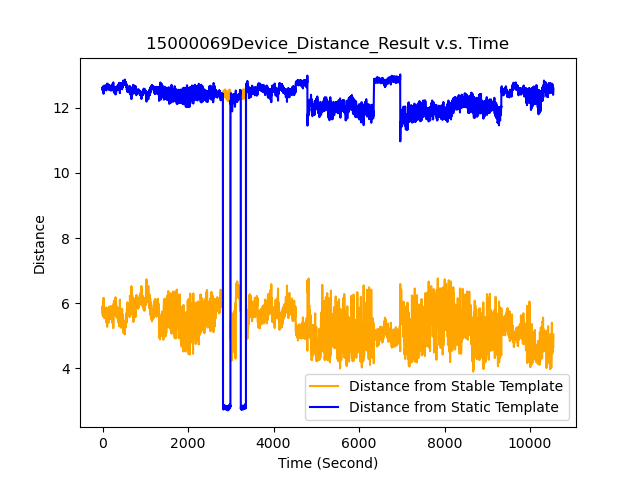 15000069Device_Distance_Result v.s. Time
Distance
12
10
8
6
4
0
2000
4000
6000
8000
10000
Time (Second)
Distance from Stable Template
Distance from Static Template